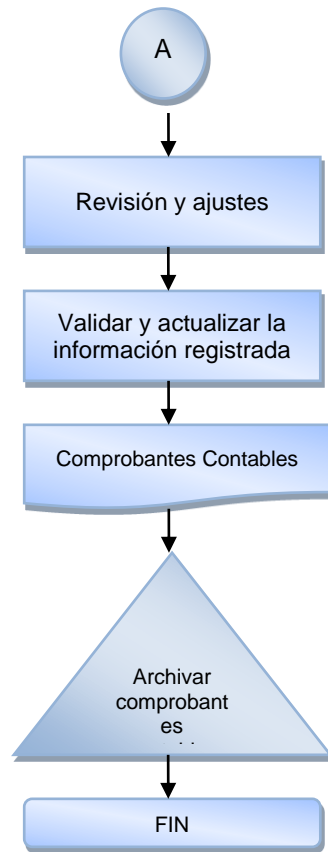 A
Revisión y ajustes
Validar y actualizar la
información registrada
Comprobantes Contables
Archivar
comprobant
es
FIN